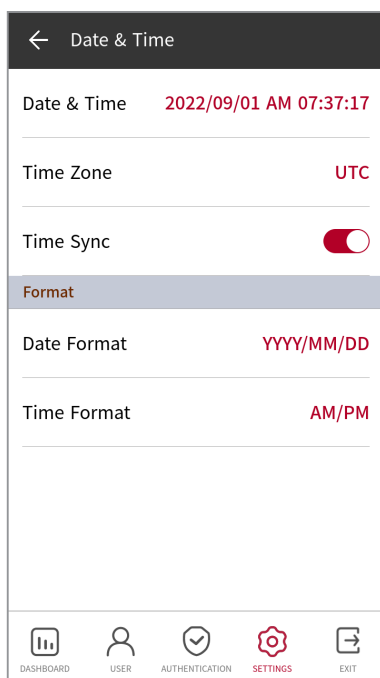 Date & Time
Date & Time 2022/09/01 AM 07:37:17
Time Zone UTC
Time Sync
Format
Date Format YYYY/MM/DD
Time Format AM/PM
DASHBOARD USER AUTHENTICATION SETTINGS EXIT